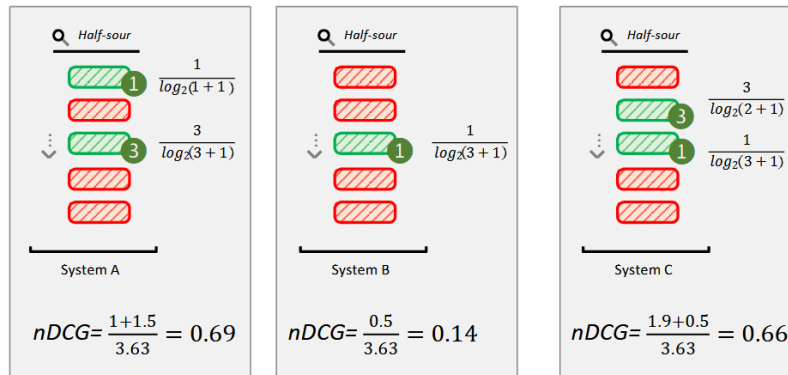 Half-sour
1
1/log₂(1+1)
3
3/log₂(3+1)
System A
nDCG= 1+1.5/3.63 = 0.69
Half-sour
1
1/log₂(3+1)
System B
nDCG= 0.5/3.63 = 0.14
Half-sour
3
3/log₂(2+1)
1
1/log₂(3+1)
System C
nDCG= 1.9+0.5/3.63 = 0.66